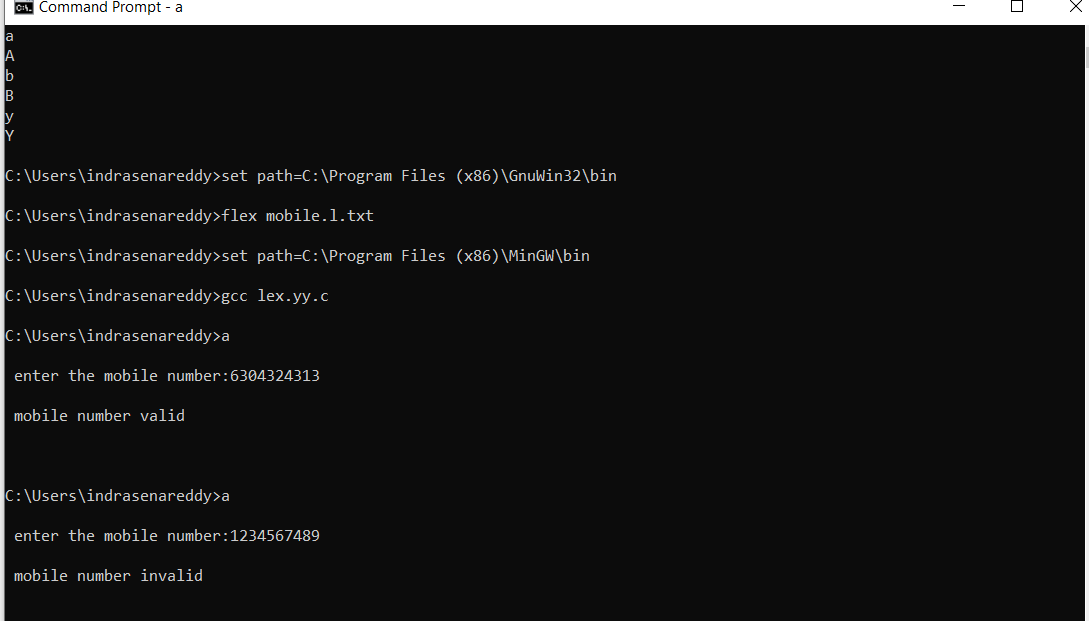 Command Prompt - a
a
A
b
B
y
Y
C:\Users\indrasenareddy>set path=C:\Program Files (x86)\GnuWin32\bin
C:\Users\indrasenareddy>flex mobile.l.txt
C:\Users\indrasenareddy>set path=C:\Program Files (x86)\MinGW\bin
C:\Users\indrasenareddy>gcc lex.yy.c
C:\Users\indrasenareddy>a
enter the mobile number:6304324313
mobile number valid
C:\Users\indrasenareddy>a
enter the mobile number:1234567489
mobile number invalid